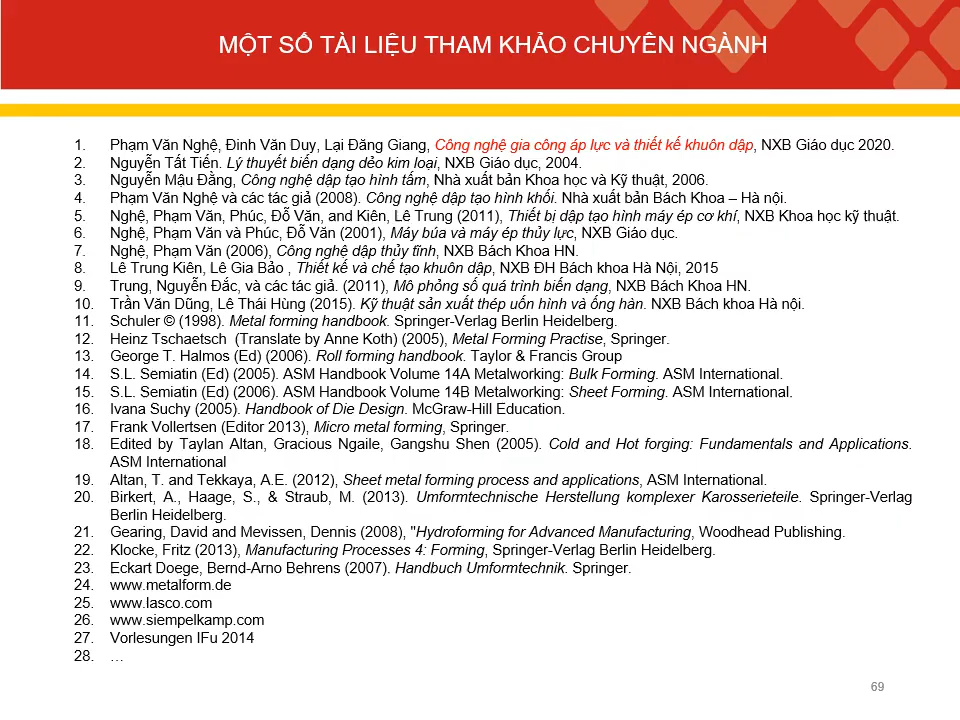 MỘT SỐ TÀI LIỆU THAM KHẢO CHUYÊN NGÀNH
1. Phạm Văn Nghệ, Đinh Văn Duy, Lại Đăng Giang, Công nghệ gia công áp lực và thiết kế khuôn dập, NXB Giáo dục 2020.
2. Nguyễn Tất Tiến. Lý thuyết biến dạng dẻo kim loại, NXB Giáo dục, 2004.
3. Nguyễn Mậu Đằng, Công nghệ dập tạo hình tấm, Nhà xuất bản Khoa học và Kỹ thuật, 2006.
4. Phạm Văn Nghệ và các tác giả (2008). Công nghệ dập tạo hình khối. Nhà xuất bản Bách Khoa – Hà nội.
5. Nghệ, Phạm Văn, Phúc, Đỗ Văn, and Kiên, Lê Trung (2011), Thiết bị dập tạo hình máy ép cơ khí, NXB Khoa học kỹ thuật.
6. Nghệ, Phạm Văn và Phúc, Đỗ Văn (2001), Máy búa và máy ép thủy lực, NXB Giáo dục.
7. Nghệ, Phạm Văn (2006), Công nghệ dập thủy tĩnh, NXB Bách Khoa HN.
8. Lê Trung Kiên, Lê Gia Bảo , Thiết kế và chế tạo khuôn dập, NXB ĐH Bách khoa Hà Nội, 2015
9. Trung, Nguyễn Đắc, và các tác giả. (2011), Mô phỏng số quá trình biến dạng, NXB Bách Khoa HN.
10. Trần Văn Dũng, Lê Thái Hùng (2015). Kỹ thuật sản xuất thép uốn hình và ống hàn. NXB Bách khoa Hà nội.
11. Schuler © (1998). Metal forming handbook. Springer-Verlag Berlin Heidelberg.
12. Heinz Tschaetsch (Translate by Anne Koth) (2005), Metal Forming Practise, Springer.
13. George T. Halmos (Ed) (2006). Roll forming handbook. Taylor & Francis Group
14. S.L. Semiatin (Ed) (2005). ASM Handbook Volume 14A Metalworking: Bulk Forming. ASM International.
15. S.L. Semiatin (Ed) (2006). ASM Handbook Volume 14B Metalworking: Sheet Forming. ASM International.
16. Ivana Suchy (2005). Handbook of Die Design. McGraw-Hill Education.
17. Frank Vollertsen (Editor 2013), Micro metal forming, Springer.
18. Edited by Taylan Altan, Gracious Ngaile, Gangshu Shen (2005). Cold and Hot forging: Fundamentals and Applications.
ASM International
19. Altan, T. and Tekkaya, A.E. (2012), Sheet metal forming process and applications, ASM International.
20. Birkert, A., Haage, S., & Straub, M. (2013). Umformtechnische Herstellung komplexer Karosserieteile. Springer-Verlag
Berlin Heidelberg.
21. Gearing, David and Mevissen, Dennis (2008), "Hydroforming for Advanced Manufacturing, Woodhead Publishing.
22. Klocke, Fritz (2013), Manufacturing Processes 4: Forming, Springer-Verlag Berlin Heidelberg.
23. Eckart Doege, Bernd-Arno Behrens (2007). Handbuch Umformtechnik. Springer.
24. www.metalform.de
25. www.lasco.com
26. www.siempelkamp.com
27. Vorlesungen IFu 2014
28. …
69